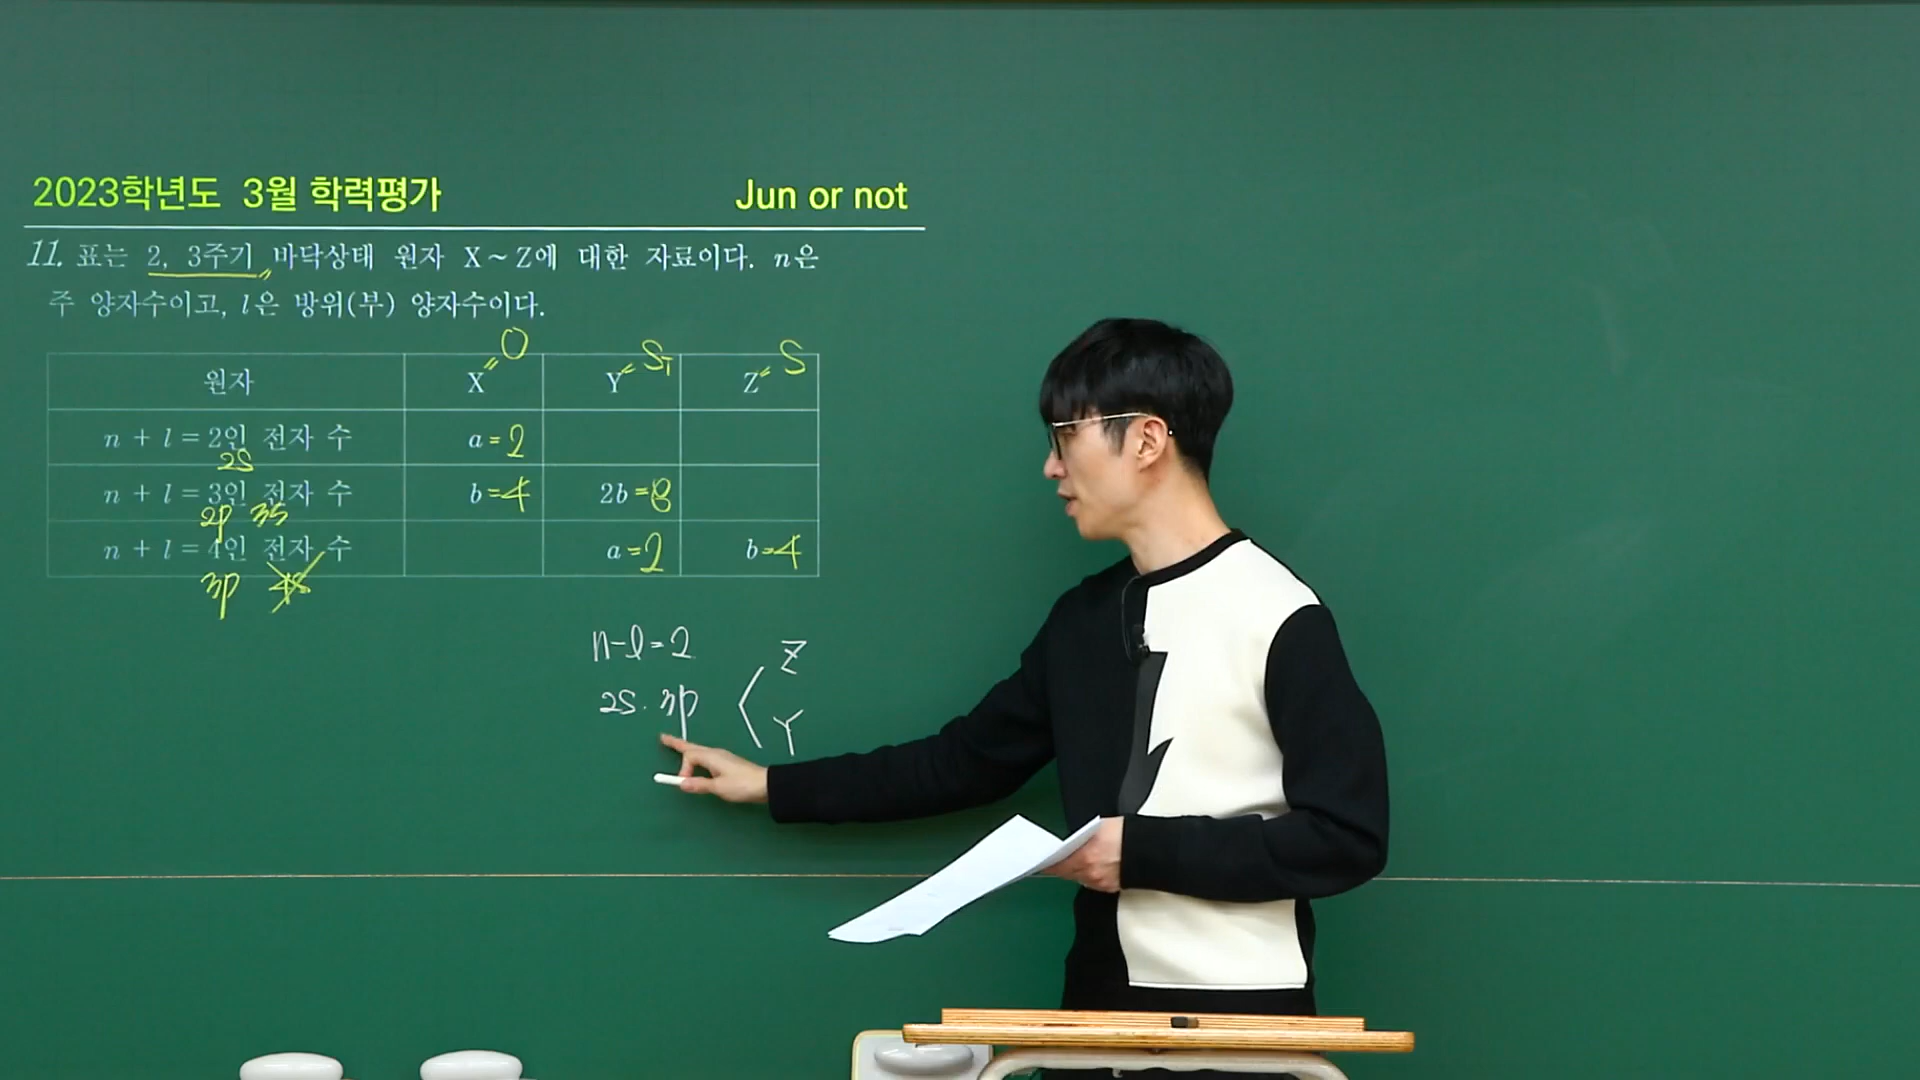 2023학년도 3월 학력평가 Jun or not
11. 표는 2, 3주기 바닥상태 원자 X ~ Z에 대한 자료이다. n은
주 양자수이고, l은 방위(부) 양자수이다.
O Si S
원자 X Y Z
n + l = 2인 전자 수 a = 2
2s
n + l = 3인 전자 수 b = 4 2b = 8
2p 3s
n + l = 4인 전자 수 a = 2 b = 4
3p 4s
n - l = 2
2s. 3p
Z
Y